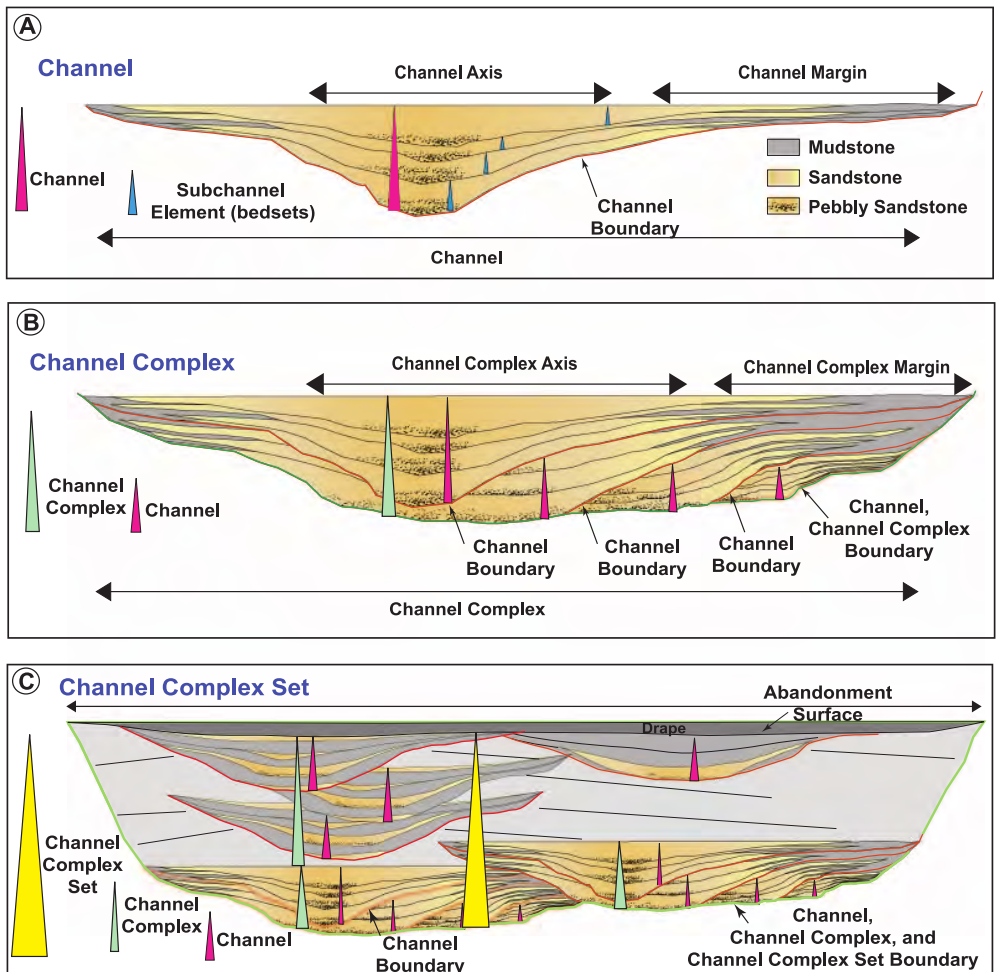 A
Channel
Channel Axis
Channel Margin
Channel
Subchannel
Element (bedsets)
Mudstone
Sandstone
Pebbly Sandstone
Channel
Boundary
Channel
B
Channel Complex
Channel Complex Axis
Channel Complex Margin
Channel
Complex
Channel
Channel
Boundary
Channel
Boundary
Channel
Boundary
Channel,
Channel Complex
Boundary
Channel Complex
C
Channel Complex Set
Abandonment
Surface
Drape
Channel
Complex
Set
Channel
Complex
Channel
Channel
Boundary
Channel,
Channel Complex, and
Channel Complex Set Boundary